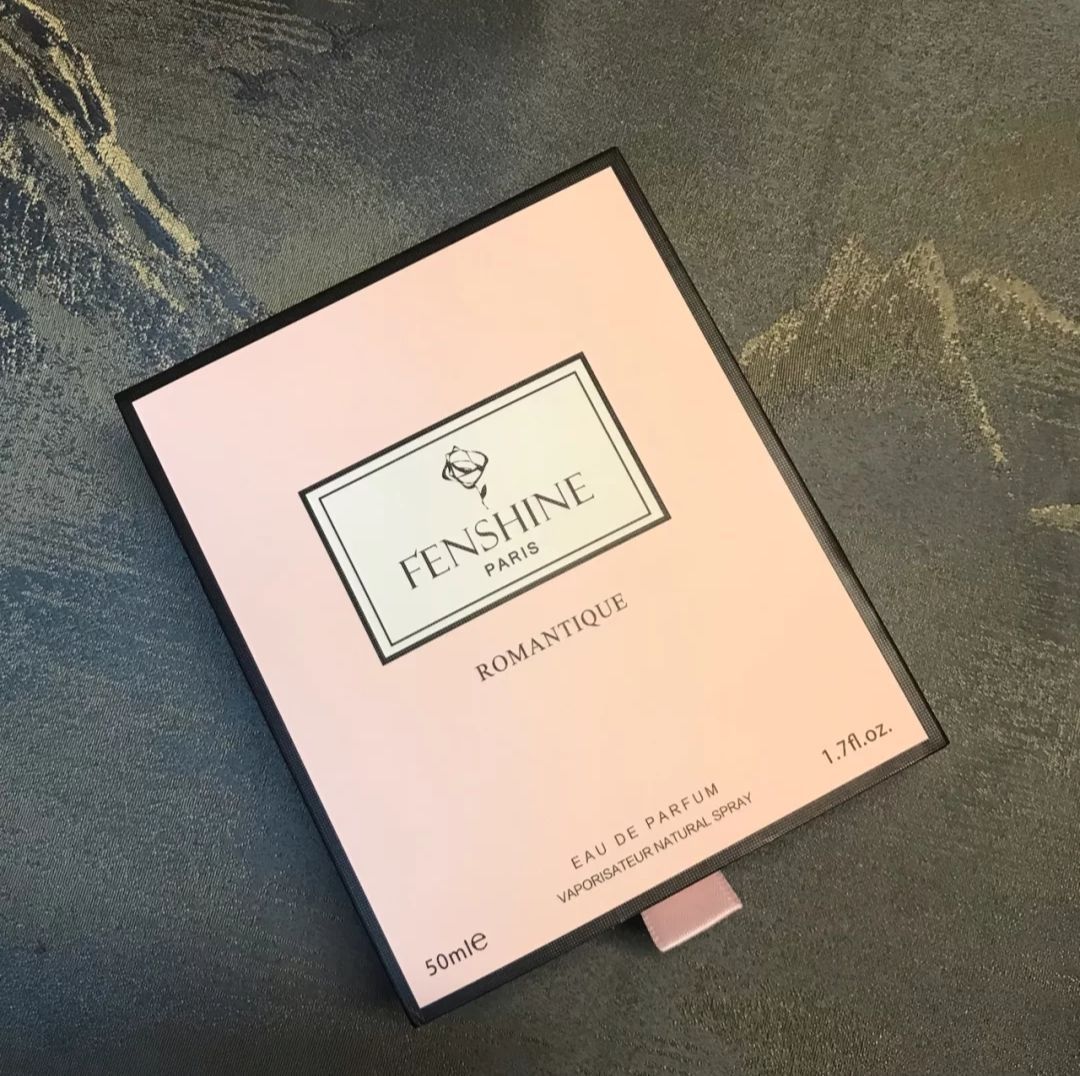 FENSHINE
PARIS
ROMANTIQUE
1.7fl.oz.
EAU DE PARFUM
VAPORISATEUR NATURAL SPRAY
50ml℮